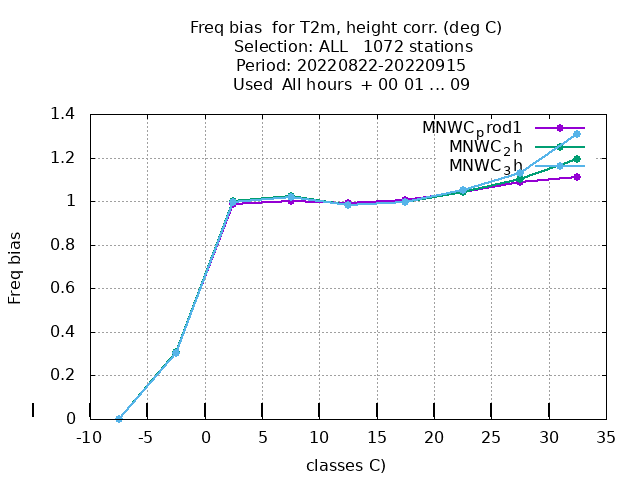 Freq bias  for T2m, height corr. (deg C)
Selection: ALL   1072 stations
Period: 20220822-20220915
Used  All hours  + 00 01 ... 09
MNWC_prod1
MNWC_2h
MNWC_3h
1.4
1.2
1
0.8
0.6
0.4
0.2
0
Freq bias
-10 -5 0 5 10 15 20 25 30 35
classes C)